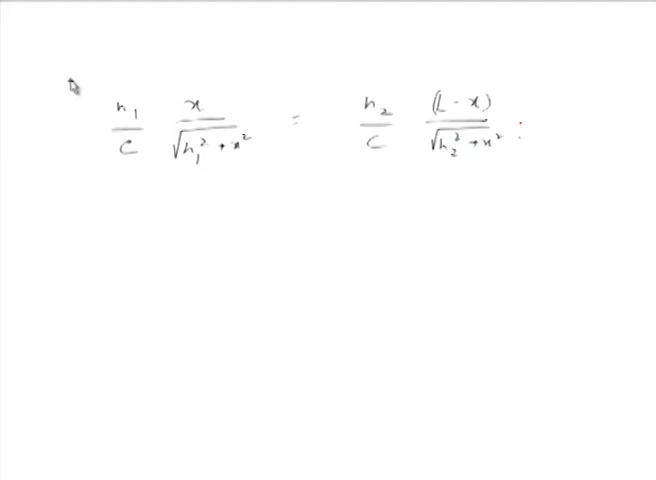 n₁/c x/√(h₁² + x²) = n₂/c (L - x)/√(h₂² + x²) :